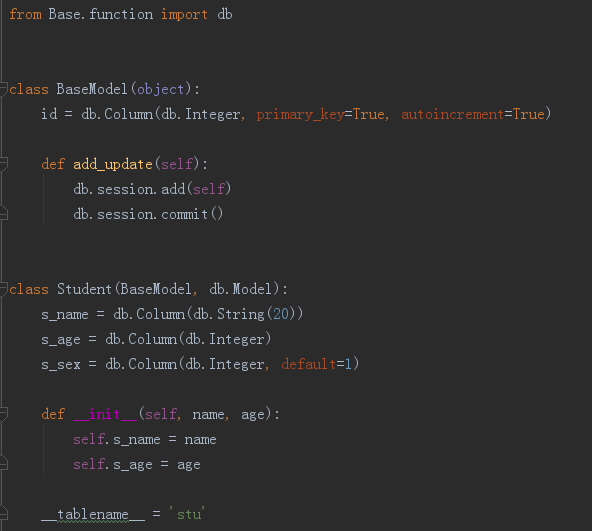 from Base.function import db
class BaseModel(object):
    id = db.Column(db.Integer, primary_key=True, autoincrement=True)
    def add_update(self):
        db.session.add(self)
        db.session.commit()
class Student(BaseModel, db.Model):
    s_name = db.Column(db.String(20))
    s_age = db.Column(db.Integer)
    s_sex = db.Column(db.Integer, default=1)
    def __init__(self, name, age):
        self.s_name = name
        self.s_age = age
    __tablename__ = 'stu'